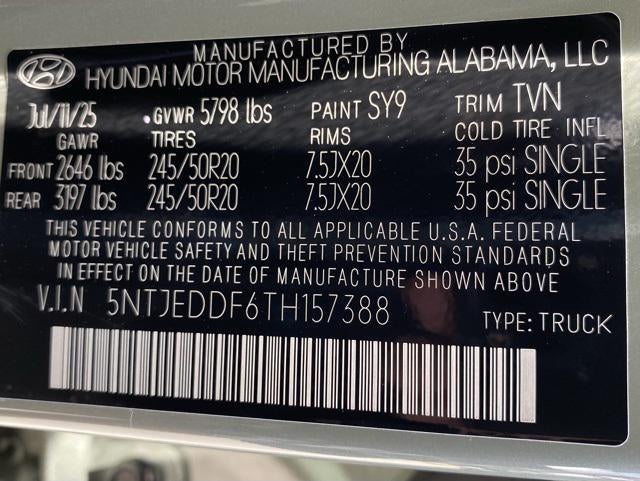 MANUFACTURED BY
HYUNDAI MOTOR MANUFACTURING ALABAMA, LLC
Jul/11/25 GVWR 5798 lbs PAINT SY9 TRIM TVN
GAWR TIRES RIMS COLD TIRE INFL
FRONT 2646 lbs 245/50R20 7.5JX20 35 psi SINGLE
REAR 3197 lbs 245/50R20 7.5JX20 35 psi SINGLE
THIS VEHICLE CONFORMS TO ALL APPLICABLE U.S.A. FEDERAL
MOTOR VEHICLE SAFETY AND THEFT PREVENTION STANDARDS
IN EFFECT ON THE DATE OF MANUFACTURE SHOWN ABOVE
V.I.N 5NTJEDDF6TH157388 TYPE: TRUCK